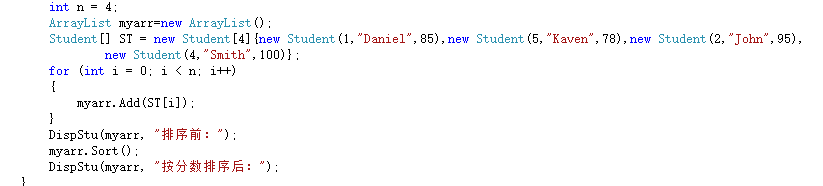 int n = 4;
ArrayList myarr=new ArrayList();
Student[] ST = new Student[4]{new Student(1,"Daniel",85),new Student(5,"Kaven",78),new Student(2,"John",95),
new Student(4,"Smith",100)};
for (int i = 0; i < n; i++)
{
myarr.Add(ST[i]);
}
DispStu(myarr, "排序前：");
myarr.Sort();
DispStu(myarr, "按分数排序后：");
}